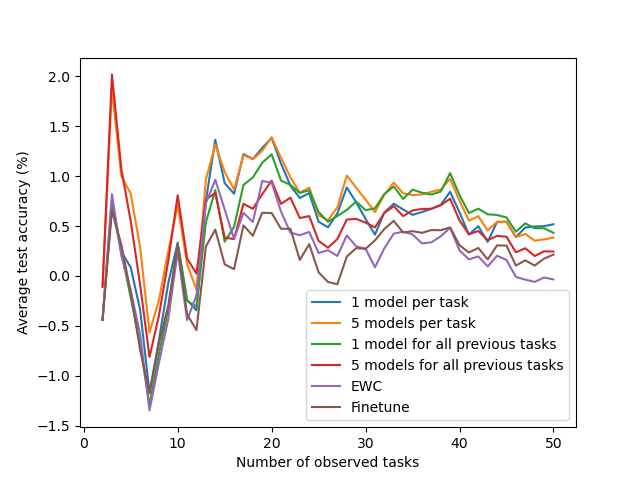 2.0
1.5
1.0
0.5
0.0
−0.5
−1.0
−1.5
Average test accuracy (%)
1 model per task
5 models per task
1 model for all previous tasks
5 models for all previous tasks
EWC
Finetune
0 10 20 30 40 50
Number of observed tasks